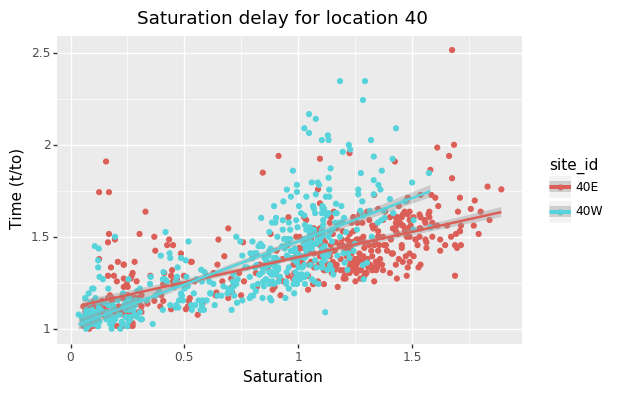 Saturation delay for location 40
2.5
2
1.5
1
Time (t/to)
0
0.5
1
1.5
Saturation
site_id
40E
40W